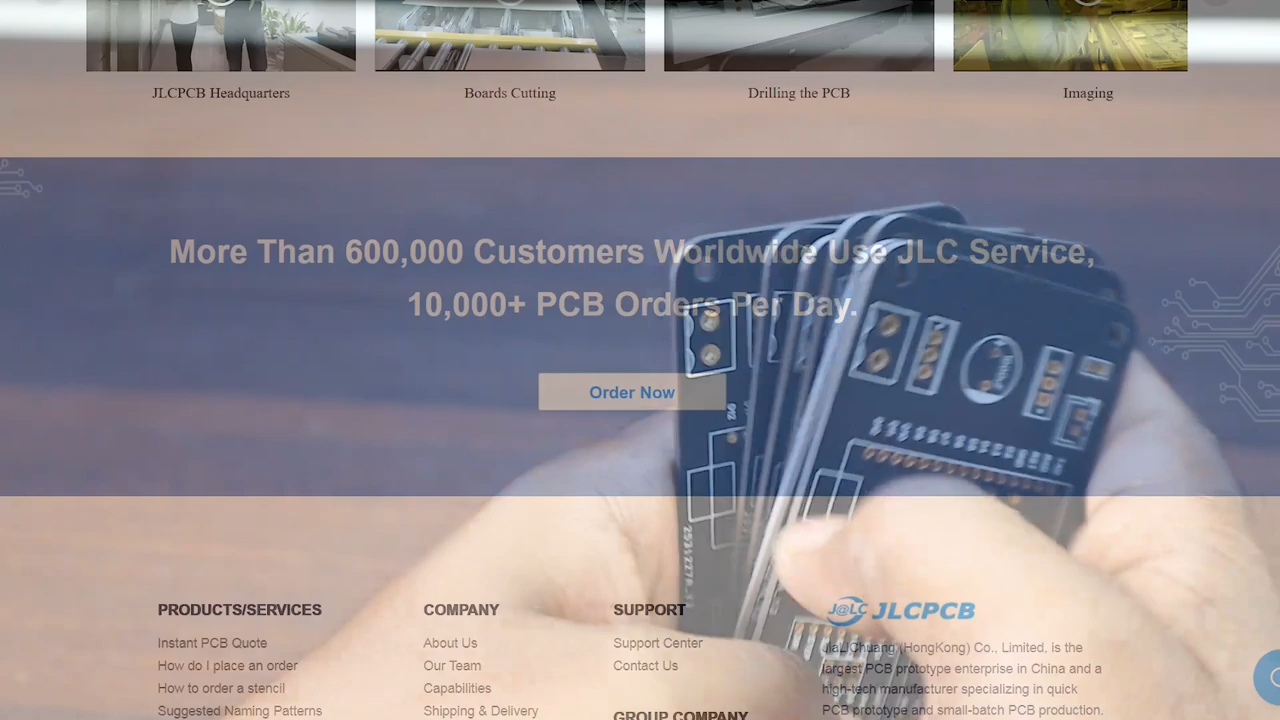 JLCPCB Headquarters
Boards Cutting
Drilling the PCB
Imaging
More Than 600,000 Customers Worldwide Use JLC Service,
10,000+ PCB Orders Per Day.
Order Now
PRODUCTS/SERVICES
Instant PCB Quote
How do I place an order
How to order a stencil
Suggested Naming Patterns
COMPANY
About Us
Our Team
Capabilities
Shipping & Delivery
SUPPORT
Support Center
Contact Us
GROUP COMPANY
J@LC JLCPCB
JiaLiChuang (HongKong) Co., Limited, is the
largest PCB prototype enterprise in China and a
high-tech manufacturer specializing in quick
PCB prototype and small-batch PCB production.